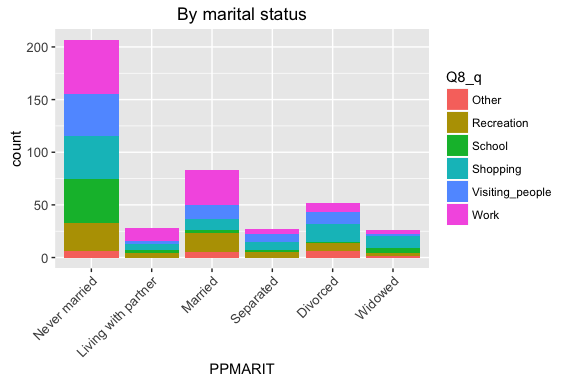 By marital status
count
200
150
100
50
0
Never married
Living with partner
Married
Separated
Divorced
Widowed
PPMARIT
Q8_q
Other
Recreation
School
Shopping
Visiting_people
Work